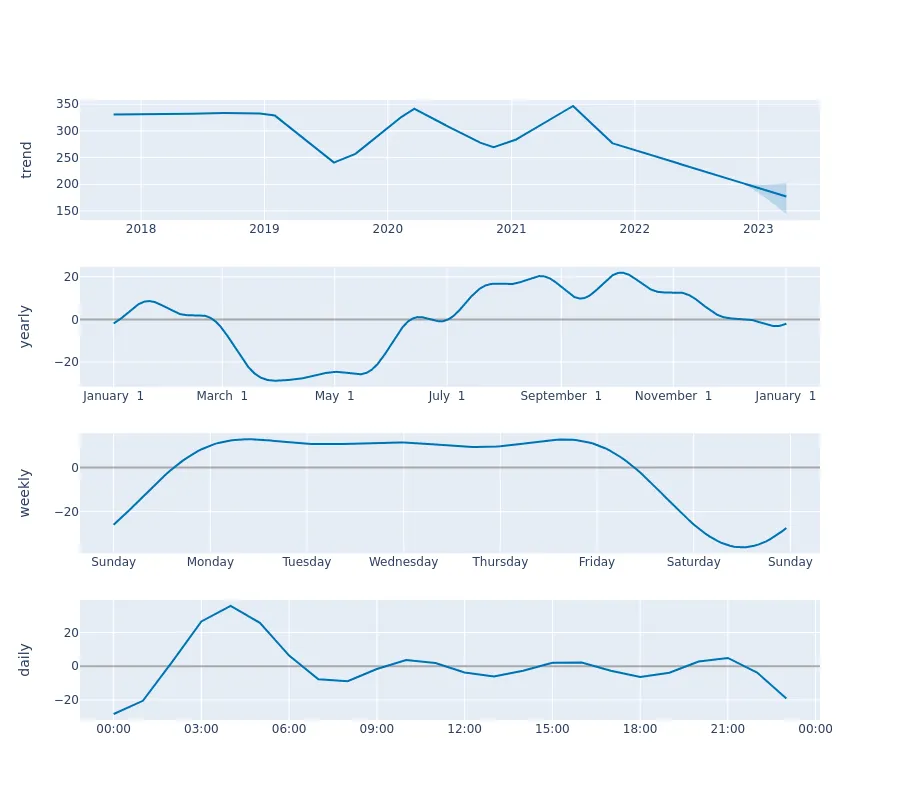 trend
350
300
250
200
150
2018 2019 2020 2021 2022 2023
yearly
20
0
−20
January 1 March 1 May 1 July 1 September 1 November 1 January 1
weekly
0
−20
Sunday Monday Tuesday Wednesday Thursday Friday Saturday Sunday
daily
20
0
−20
00:00 03:00 06:00 09:00 12:00 15:00 18:00 21:00 00:00